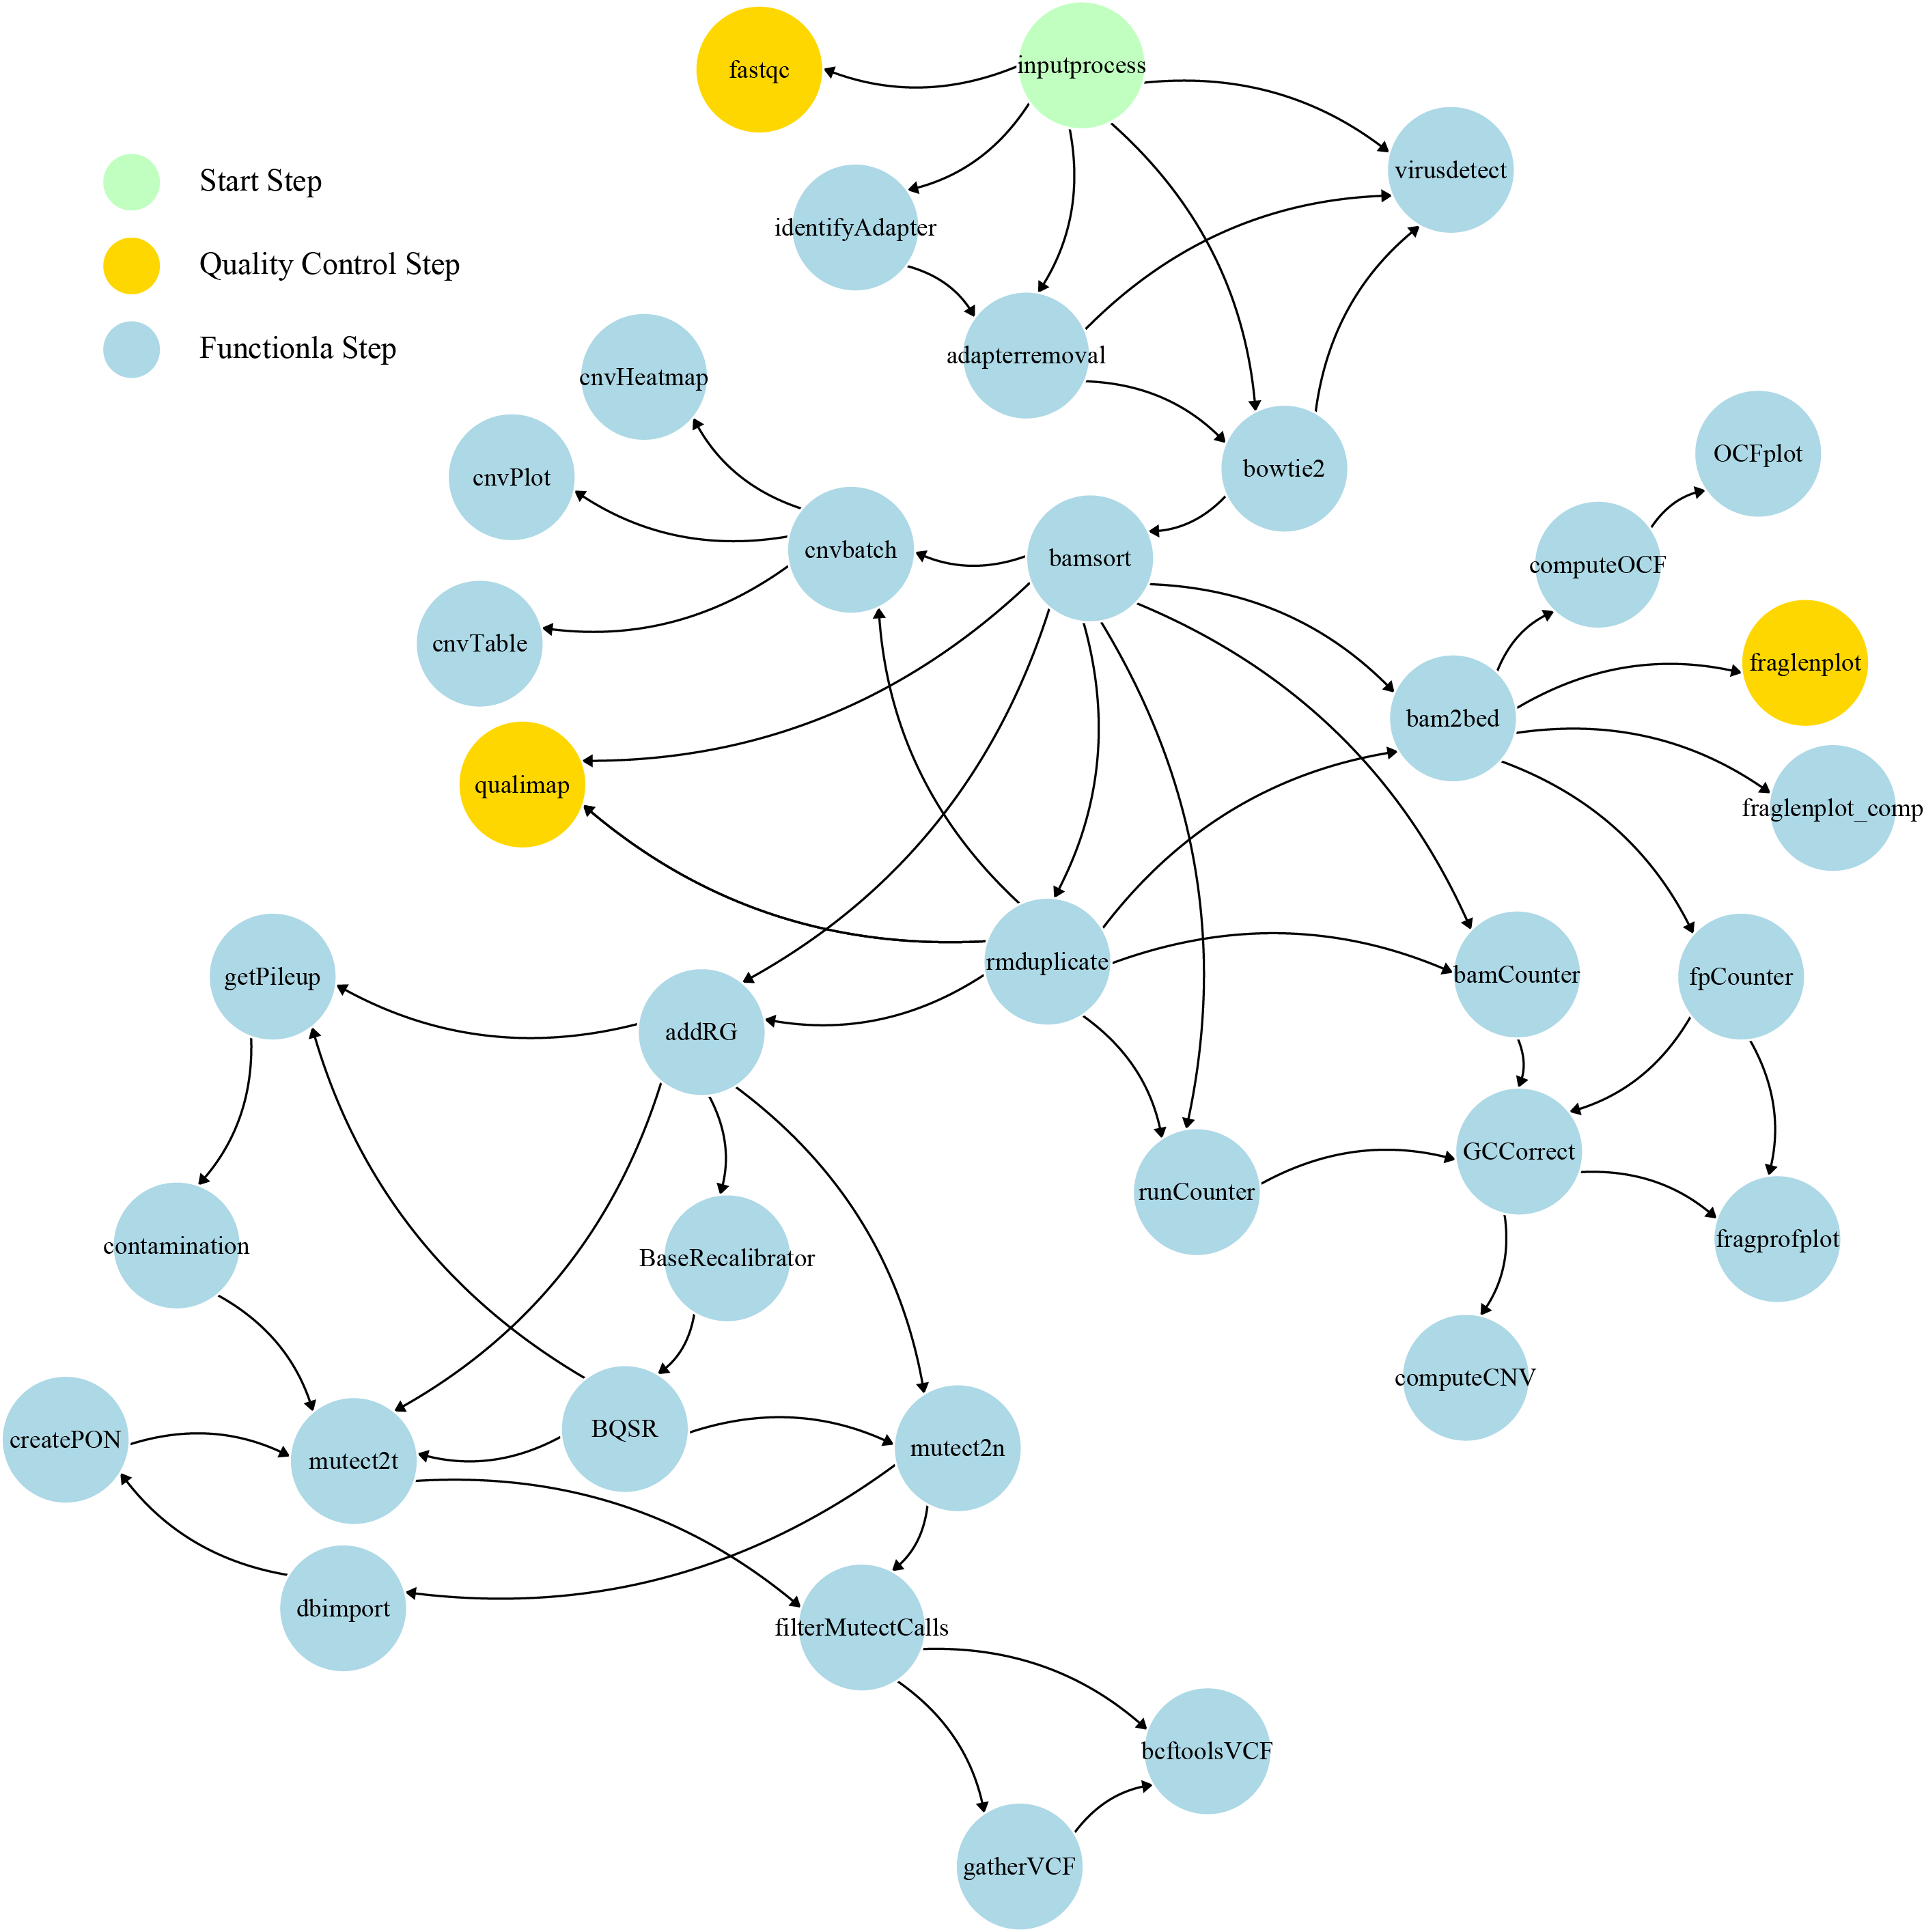 inputprocess
fastqc
virusdetect
Start Step
identifyAdapter
Quality Control Step
Functionla Step
adapterremoval
cnvHeatmap
OCFplot
bowtie2
cnvPlot
cnvbatch
bamsort
computeOCF
cnvTable
fraglenplot
bam2bed
qualimap
fraglenplot_comp
rmduplicate
getPileup
bamCounter
fpCounter
addRG
GCCorrect
runCounter
fragprofplot
contamination
BaseRecalibrator
computeCNV
BQSR
createPON
mutect2n
mutect2t
dbimport
filterMutectCalls
bcftoolsVCF
gatherVCF